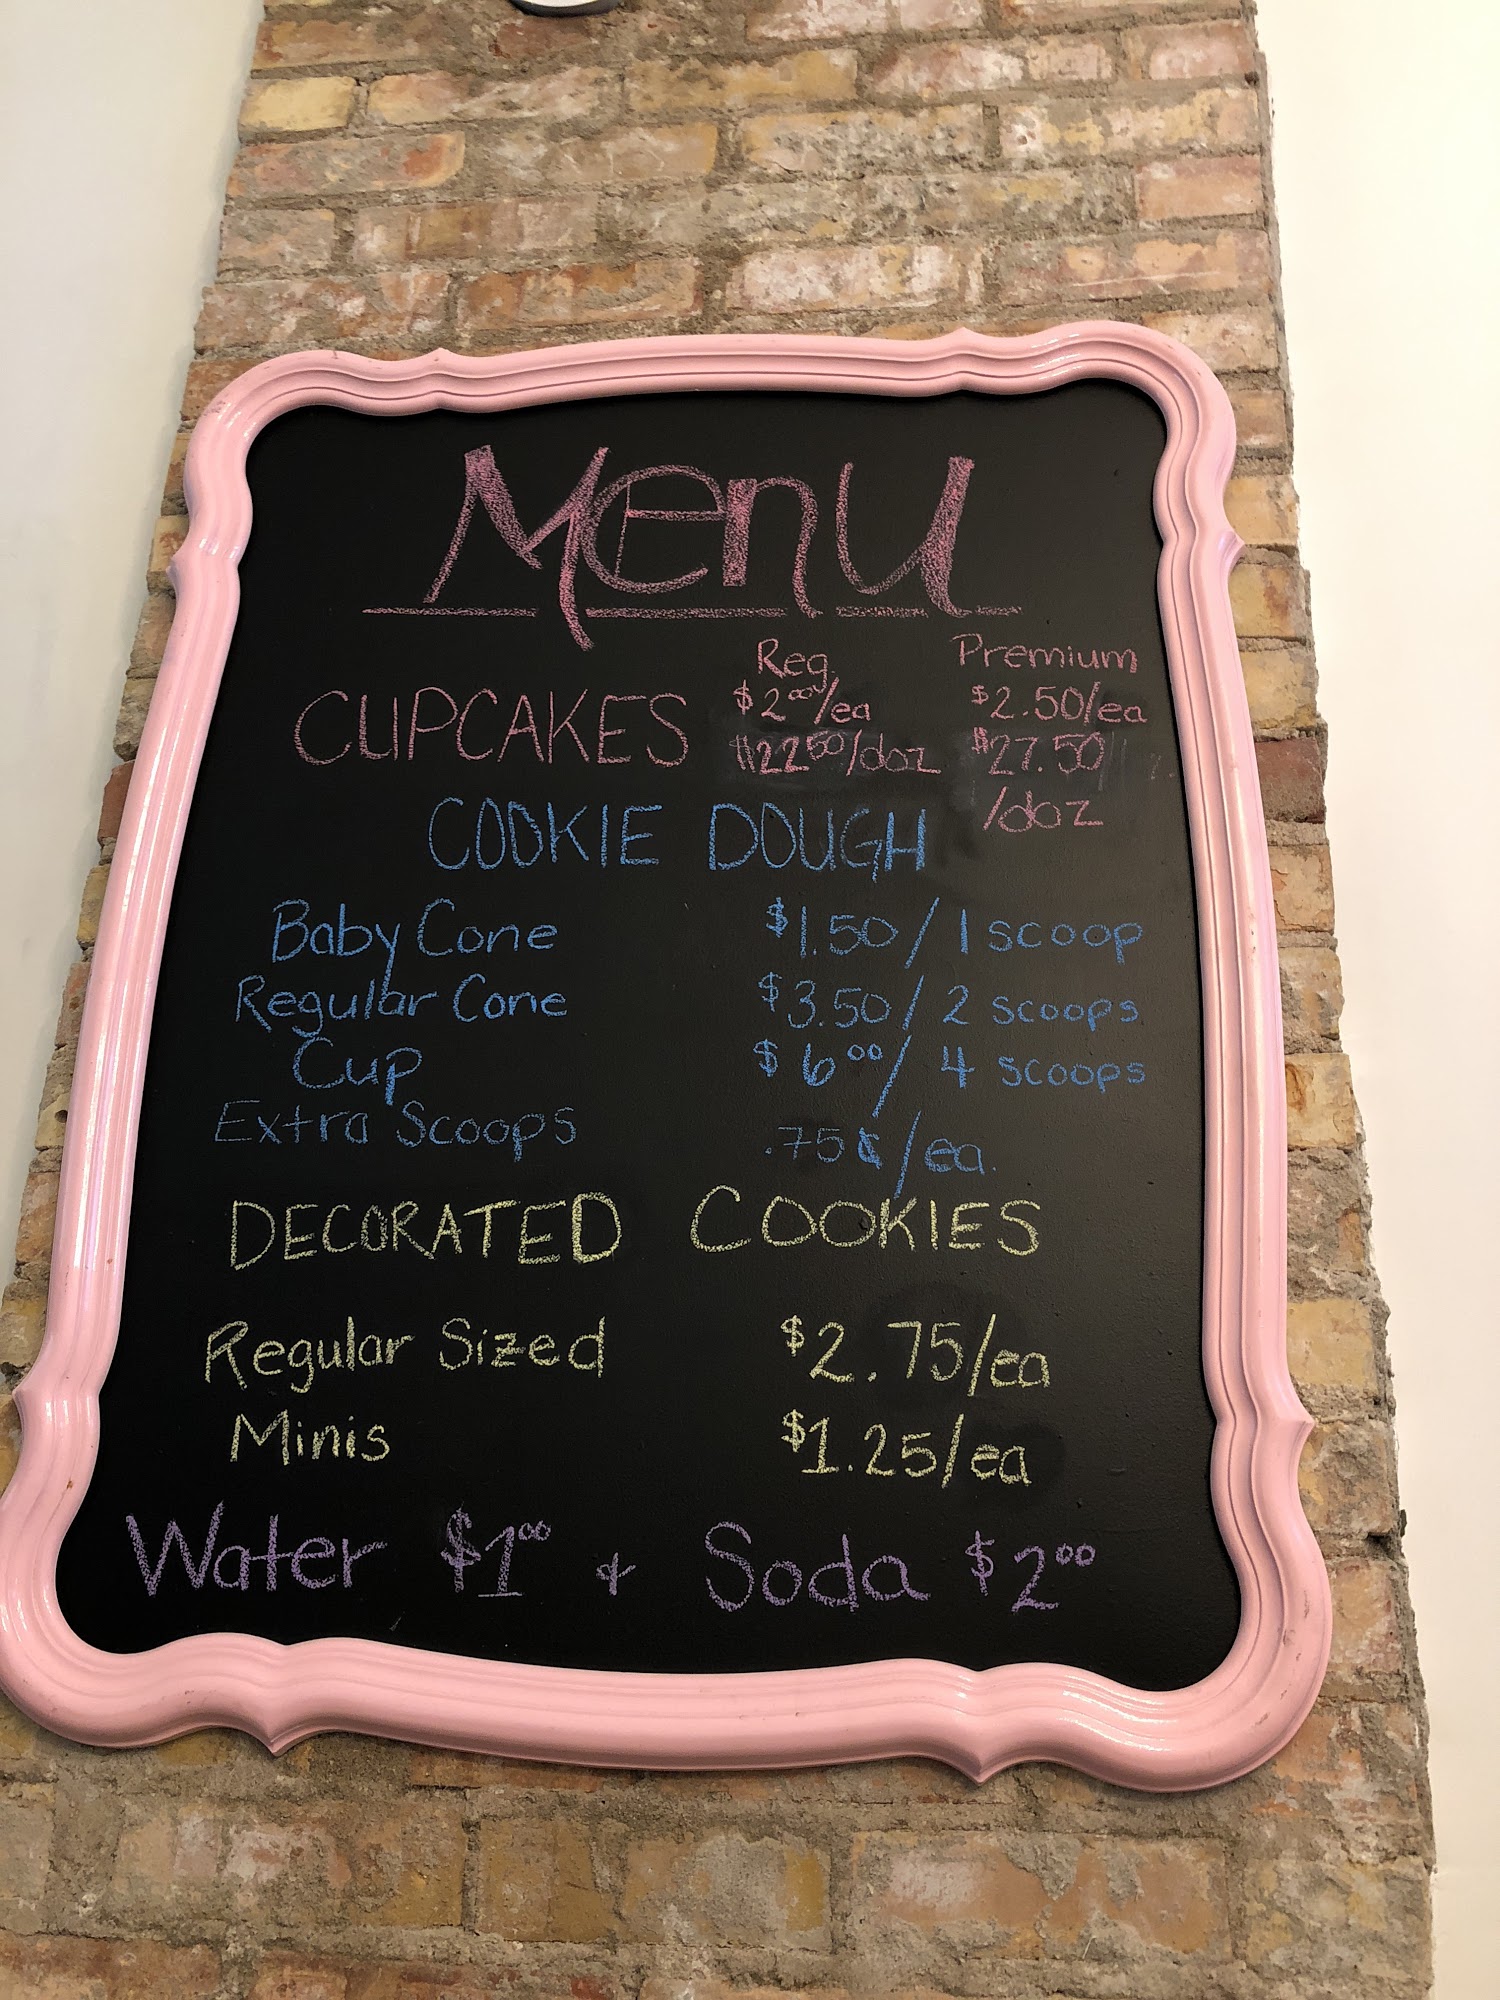 Menu
Reg Premium
CUPCAKES $2.00/ea $2.50/ea
$22.50/doz $27.50
/doz
COOKIE DOUGH
Baby Cone $1.50/1 scoop
Regular Cone $3.50/2 scoops
Cup $6.00/4 scoops
Extra Scoops .75¢/ea.
DECORATED COOKIES
Regular Sized $2.75/ea
Minis $1.25/ea
Water $1.00 & Soda $2.00